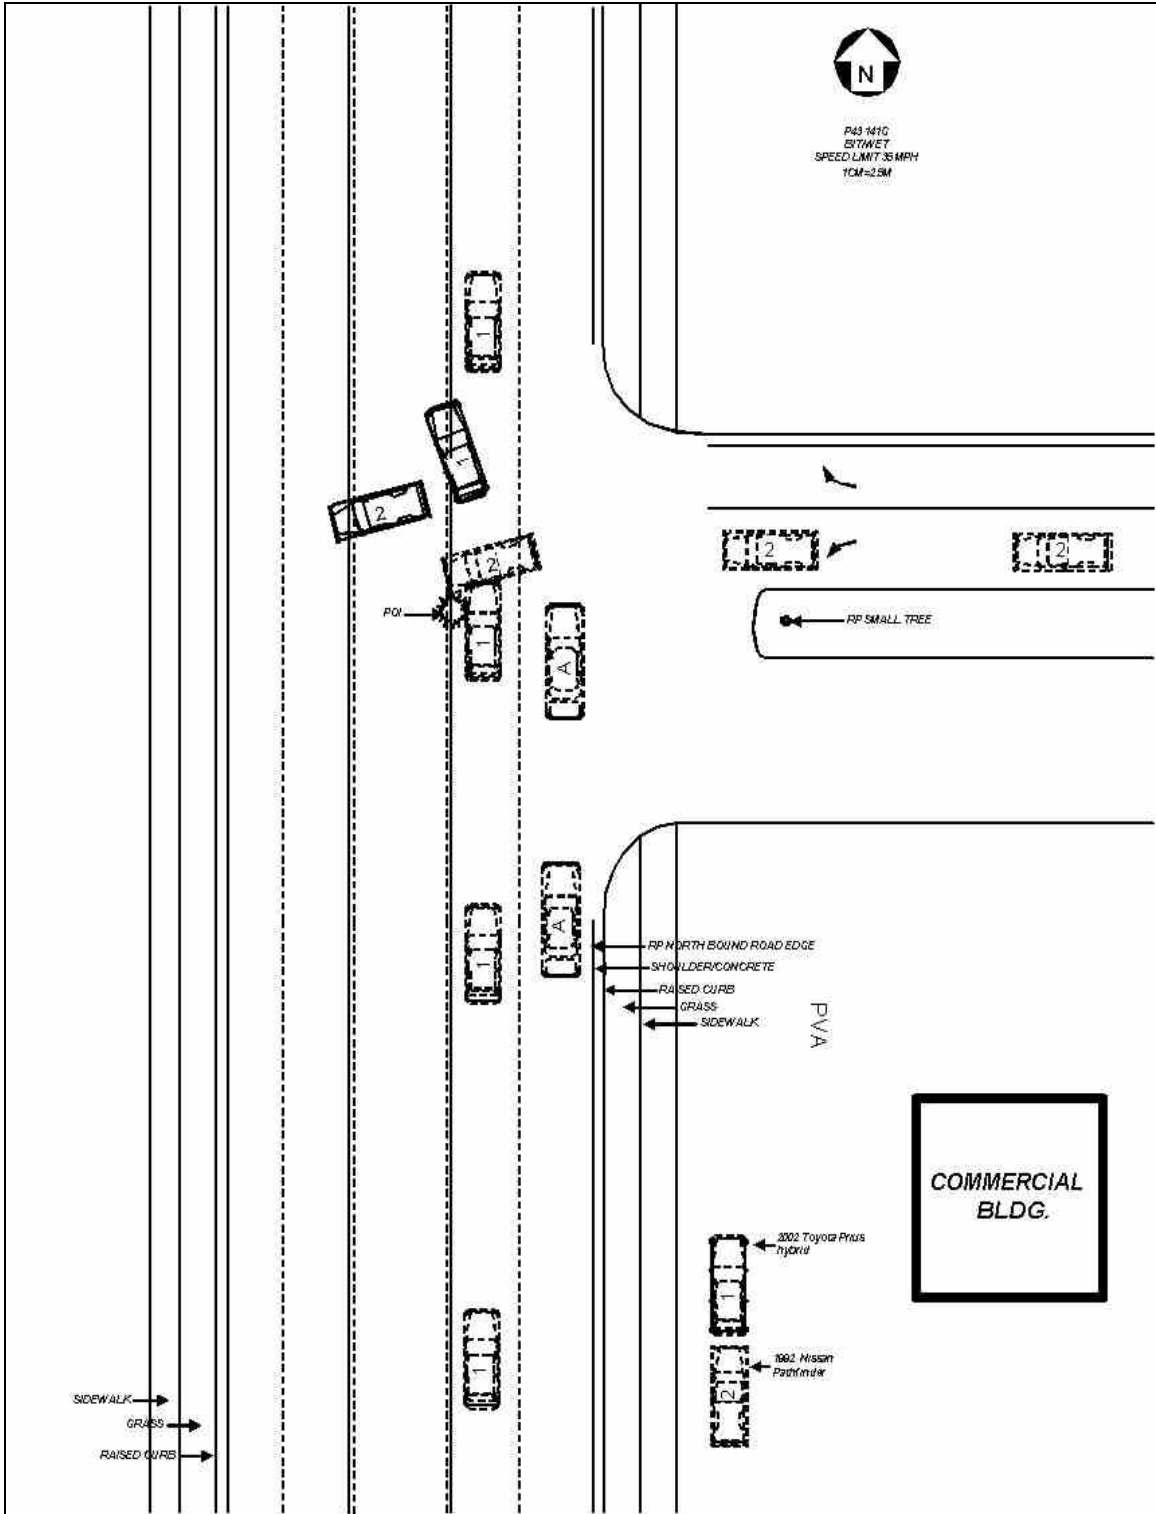 N
P43 141G
BIT/WET
SPEED LIMIT 35 MPH
1CM=2.5M
1
1
2
2
2
2
POI
1
A
RP SMALL TREE
A
1
RP NORTH BOUND ROAD EDGE
SHOULDER/CONCRETE
RAISED CURB
GRASS
SIDEWALK
PVA
COMMERCIAL
BLDG.
2002 Toyota Prius
hybrid
1
1992 Nissan
Pathfinder
1
2
SIDEWALK
GRASS
RAISED CURB